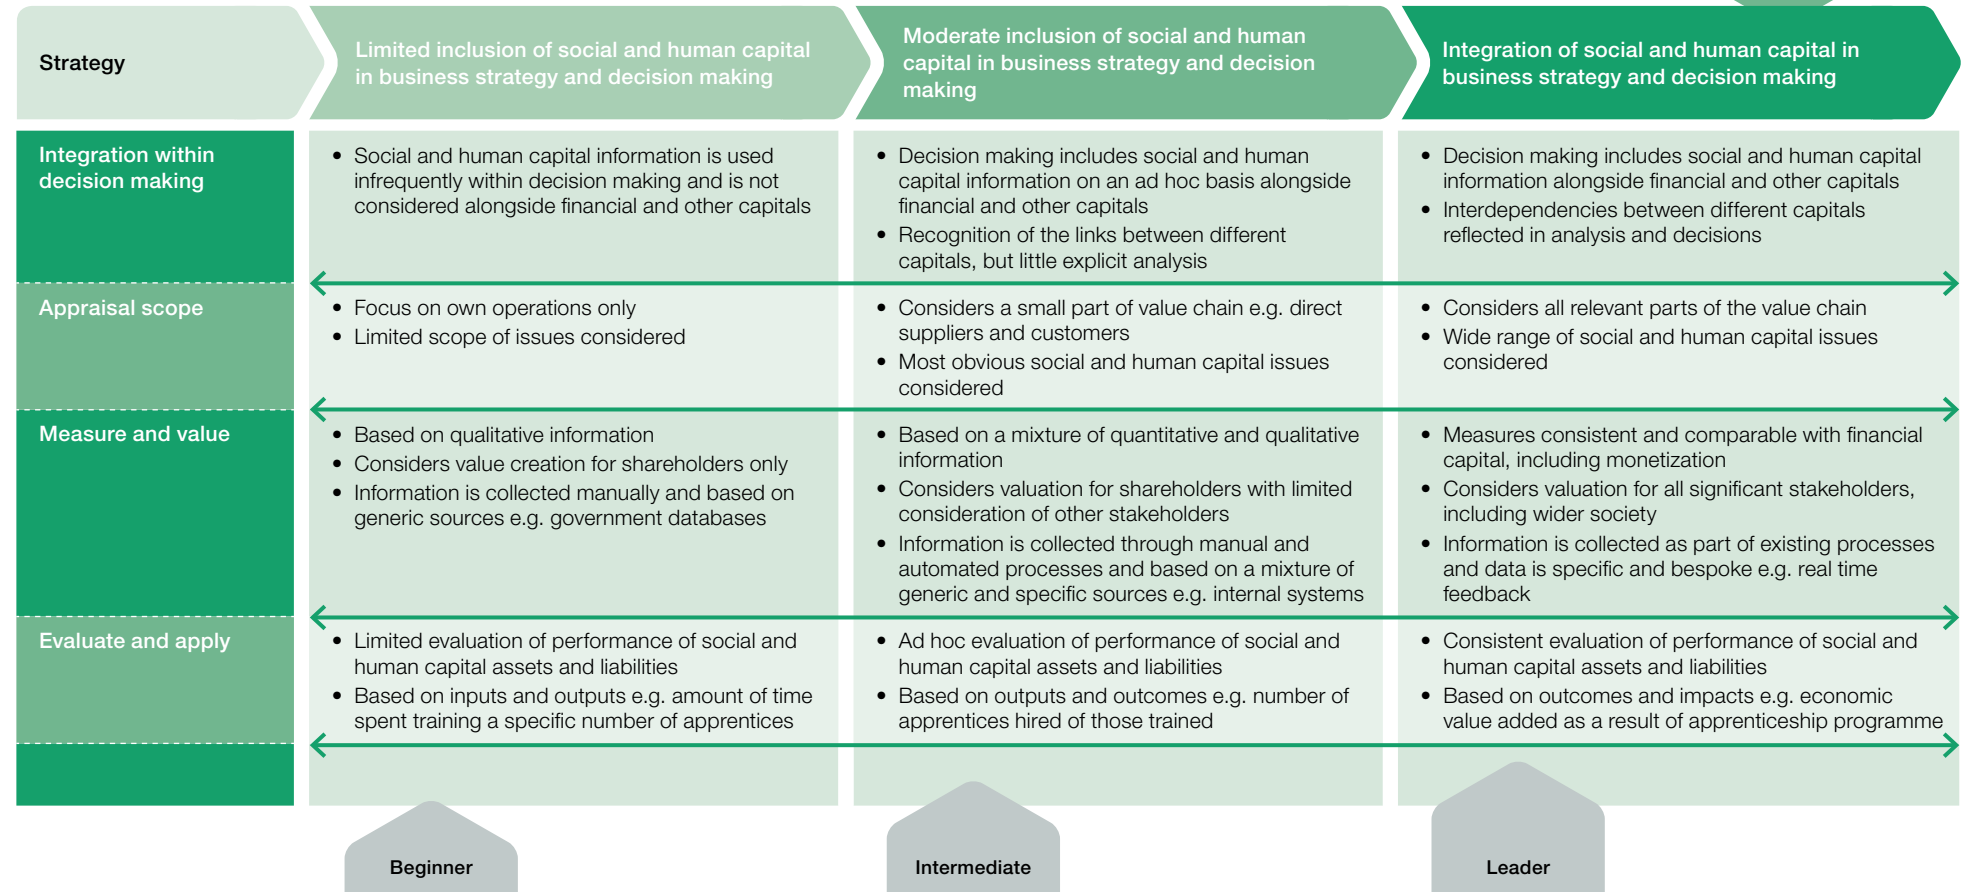 Strategy
Limited inclusion of social and human capital
in business strategy and decision making
Moderate inclusion of social and human
capital in business strategy and decision
making
Integration of social and human capital in
business strategy and decision making
Integration within
decision making
• Social and human capital information is used
infrequently within decision making and is not
considered alongside financial and other capitals
• Decision making includes social and human
capital information on an ad hoc basis alongside
financial and other capitals
• Recognition of the links between different
capitals, but little explicit analysis
• Decision making includes social and human capital
information alongside financial and other capitals
• Interdependencies between different capitals
reflected in analysis and decisions
Appraisal scope
• Focus on own operations only
• Limited scope of issues considered
• Considers a small part of value chain e.g. direct
suppliers and customers
• Most obvious social and human capital issues
considered
• Considers all relevant parts of the value chain
• Wide range of social and human capital issues
considered
Measure and value
• Based on qualitative information
• Considers value creation for shareholders only
• Information is collected manually and based on
generic sources e.g. government databases
• Based on a mixture of quantitative and qualitative
information
• Considers valuation for shareholders with limited
consideration of other stakeholders
• Information is collected through manual and
automated processes and based on a mixture of
generic and specific sources e.g. internal systems
• Measures consistent and comparable with financial
capital, including monetization
• Considers valuation for all significant stakeholders,
including wider society
• Information is collected as part of existing processes
and data is specific and bespoke e.g. real time
feedback
Evaluate and apply
• Limited evaluation of performance of social and
human capital assets and liabilities
• Based on inputs and outputs e.g. amount of time
spent training a specific number of apprentices
• Ad hoc evaluation of performance of social and
human capital assets and liabilities
• Based on outputs and outcomes e.g. number of
apprentices hired of those trained
• Consistent evaluation of performance of social and
human capital assets and liabilities
• Based on outcomes and impacts e.g. economic
value added as a result of apprenticeship programme
Beginner
Intermediate
Leader